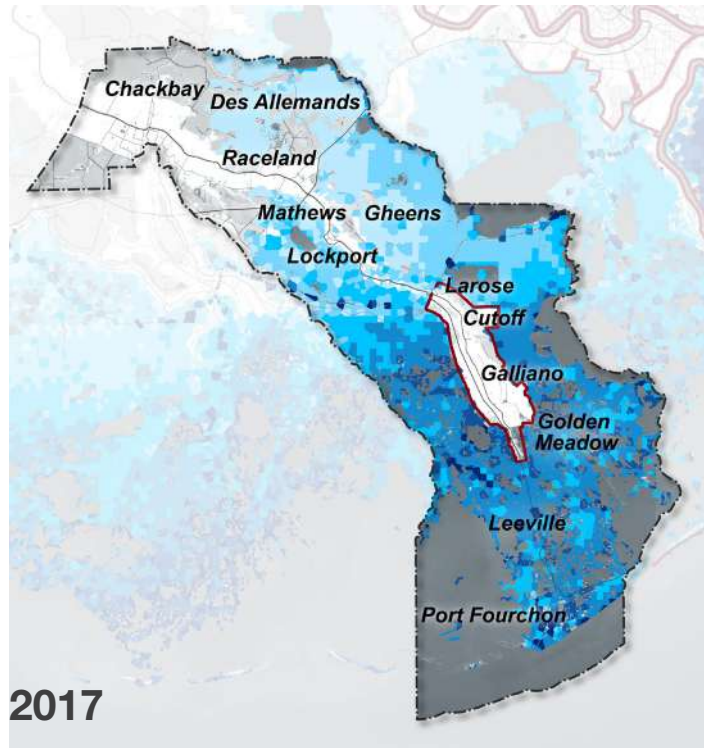 Chackbay
Des Allemands
Raceland
Mathews
Gheens
Lockport
Larose
Cutoff
Galliano
Golden
Meadow
Leeville
Port Fourchon
2017